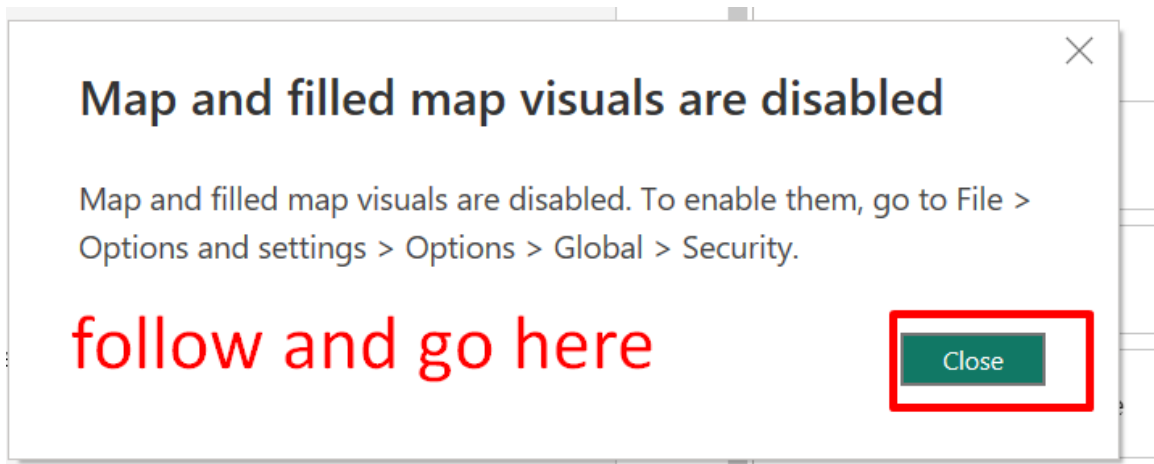 Map and filled map visuals are disabled
Map and filled map visuals are disabled. To enable them, go to File >
Options and settings > Options > Global > Security.
follow and go here
Close